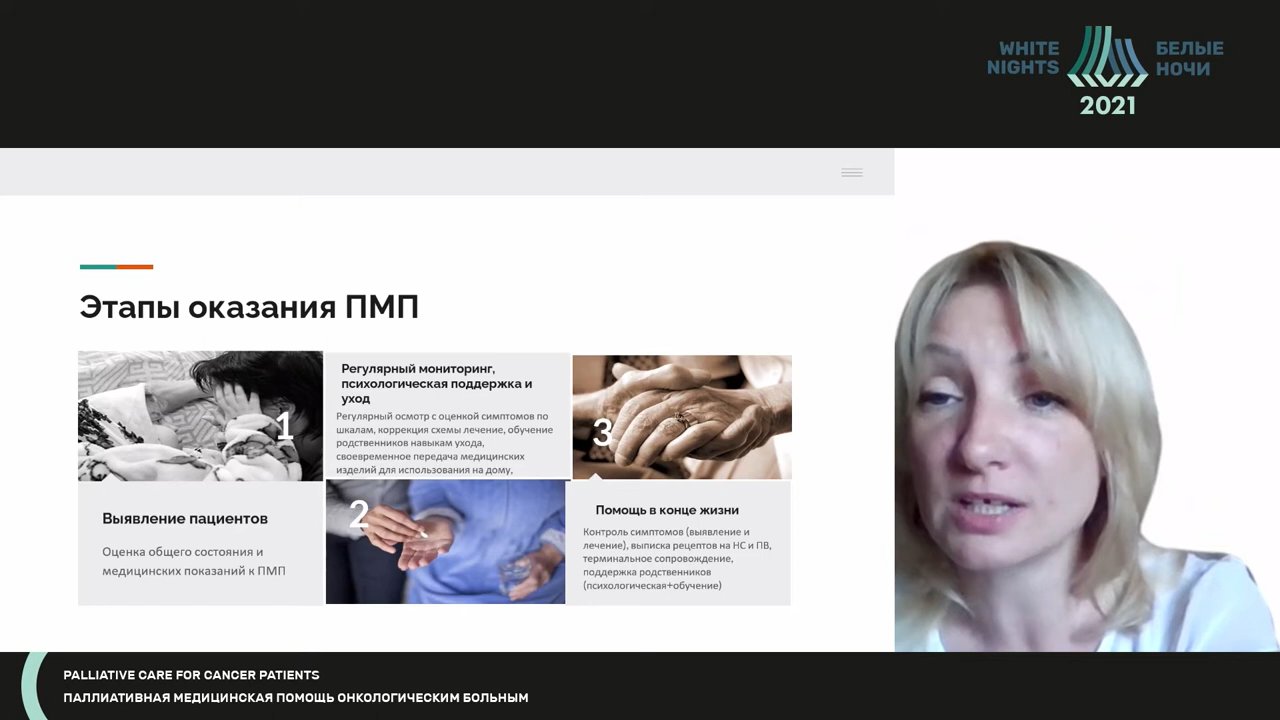 WHITE
NIGHTS
БЕЛЫЕ
НОЧИ
2021
Этапы оказания ПМП
1
Выявление пациентов
Оценка общего состояния и
медицинских показаний к ПМП
Регулярный мониторинг,
психологическая поддержка и
уход
Регулярный осмотр с оценкой симптомов по
шкалам, коррекция схемы лечение, обучение
родственников навыкам ухода,
своевременное передача медицинских
изделий для использования на дому,
2
3
Помощь в конце жизни
Контроль симптомов (выявление и
лечение), выписка рецептов на НС и ПВ,
терминальное сопровождение,
поддержка родственников
(психологическая+обучение)
PALLIATIVE CARE FOR CANCER PATIENTS
ПАЛЛИАТИВНАЯ МЕДИЦИНСКАЯ ПОМОЩЬ ОНКОЛОГИЧЕСКИМ БОЛЬНЫМ